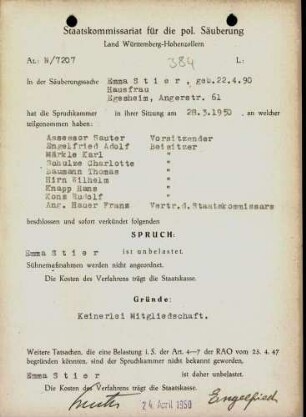 Staatskommissariat für die pol. Säuberung
Land Württemberg-Hohenzollern
Az.: N/7207 384 L:
In der Säuberungssache Emma Stier, geb.22.4.90
Hausfrau
Egesheim, Angerstr. 61
hat die Spruchkammer in ihrer Sitzung am 28.3.1950, an welcher
teilgenommen haben:
Assessor Sauter Vorsitzender
Engelfried Adolf Beisitzer
Märkle Karl "
Schulze Charlotte "
Baumann Thomas "
Hirn Wilhelm "
Knapp Hans "
Kons Rudolf "
Ang. Hauer Franz Vertr.d.Staatskommissars
beschlossen und sofort verkündet folgenden
SPRUCH:
Emma Stier ist unbelastet.
Sühnemaßnahmen werden nicht angeordnet.
Die Kosten des Verfahrens trägt die Staatskasse.
Gründe:
Keinerlei Mitgliedschaft.
Weitere Tatsachen, die eine Belastung i.S. der Art. 4—7 der RAO vom 25. 4. 47
begründen könnten, sind der Spruchkammer nicht bekannt geworden.
Emma Stier ist daher unbelastet.
Die Kosten des Verfahrens trägt die Staatskasse.
24. April 1950 Engelfried